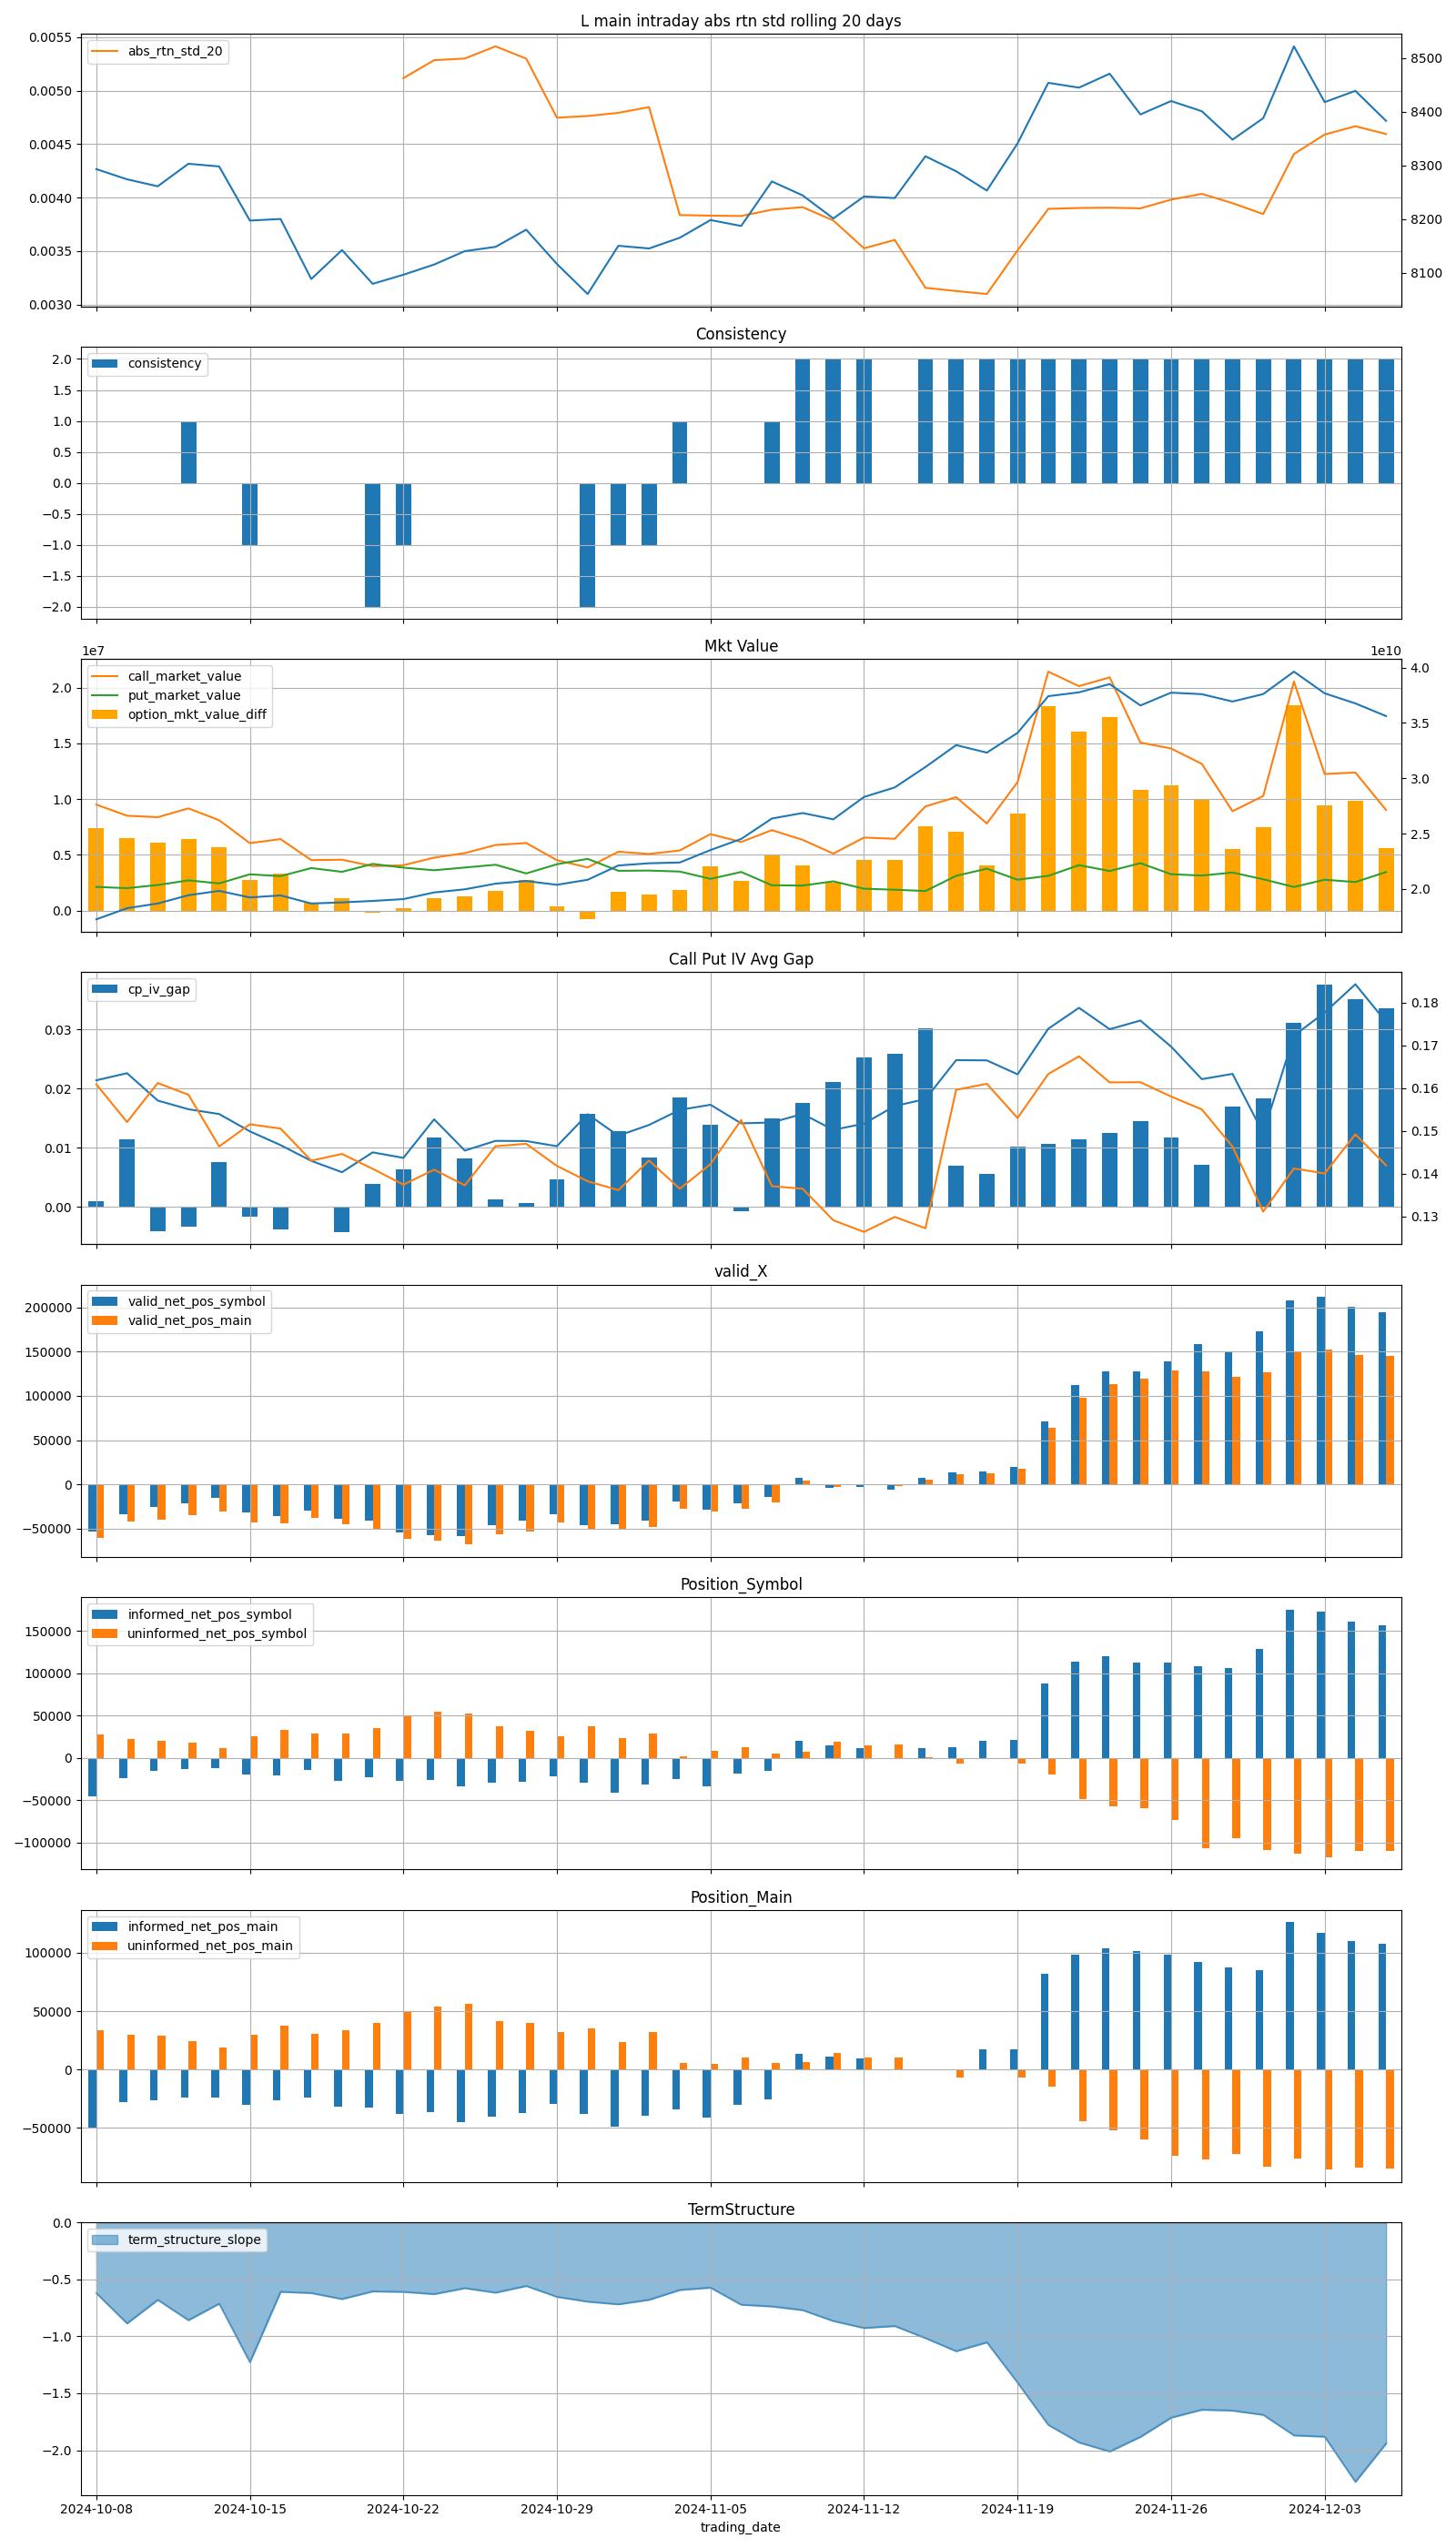 L main intraday abs rtn std rolling 20 days
abs_rtn_std_20
0.0055
0.0050
0.0045
0.0040
0.0035
0.0030
8500
8400
8300
8200
8100
Consistency
consistency
2.0
1.5
1.0
0.5
0.0
−0.5
−1.0
−1.5
−2.0
Mkt Value
1e7
1e10
call_market_value
put_market_value
option_mkt_value_diff
2.0
1.5
1.0
0.5
0.0
4.0
3.5
3.0
2.5
2.0
Call Put IV Avg Gap
cp_iv_gap
0.03
0.02
0.01
0.00
0.18
0.17
0.16
0.15
0.14
0.13
valid_X
valid_net_pos_symbol
valid_net_pos_main
200000
150000
100000
50000
0
−50000
Position_Symbol
informed_net_pos_symbol
uninformed_net_pos_symbol
150000
100000
50000
0
−50000
−100000
Position_Main
informed_net_pos_main
uninformed_net_pos_main
100000
50000
0
−50000
TermStructure
term_structure_slope
0.0
−0.5
−1.0
−1.5
−2.0
2024-10-08 2024-10-15 2024-10-22 2024-10-29 2024-11-05 2024-11-12 2024-11-19 2024-11-26 2024-12-03
trading_date